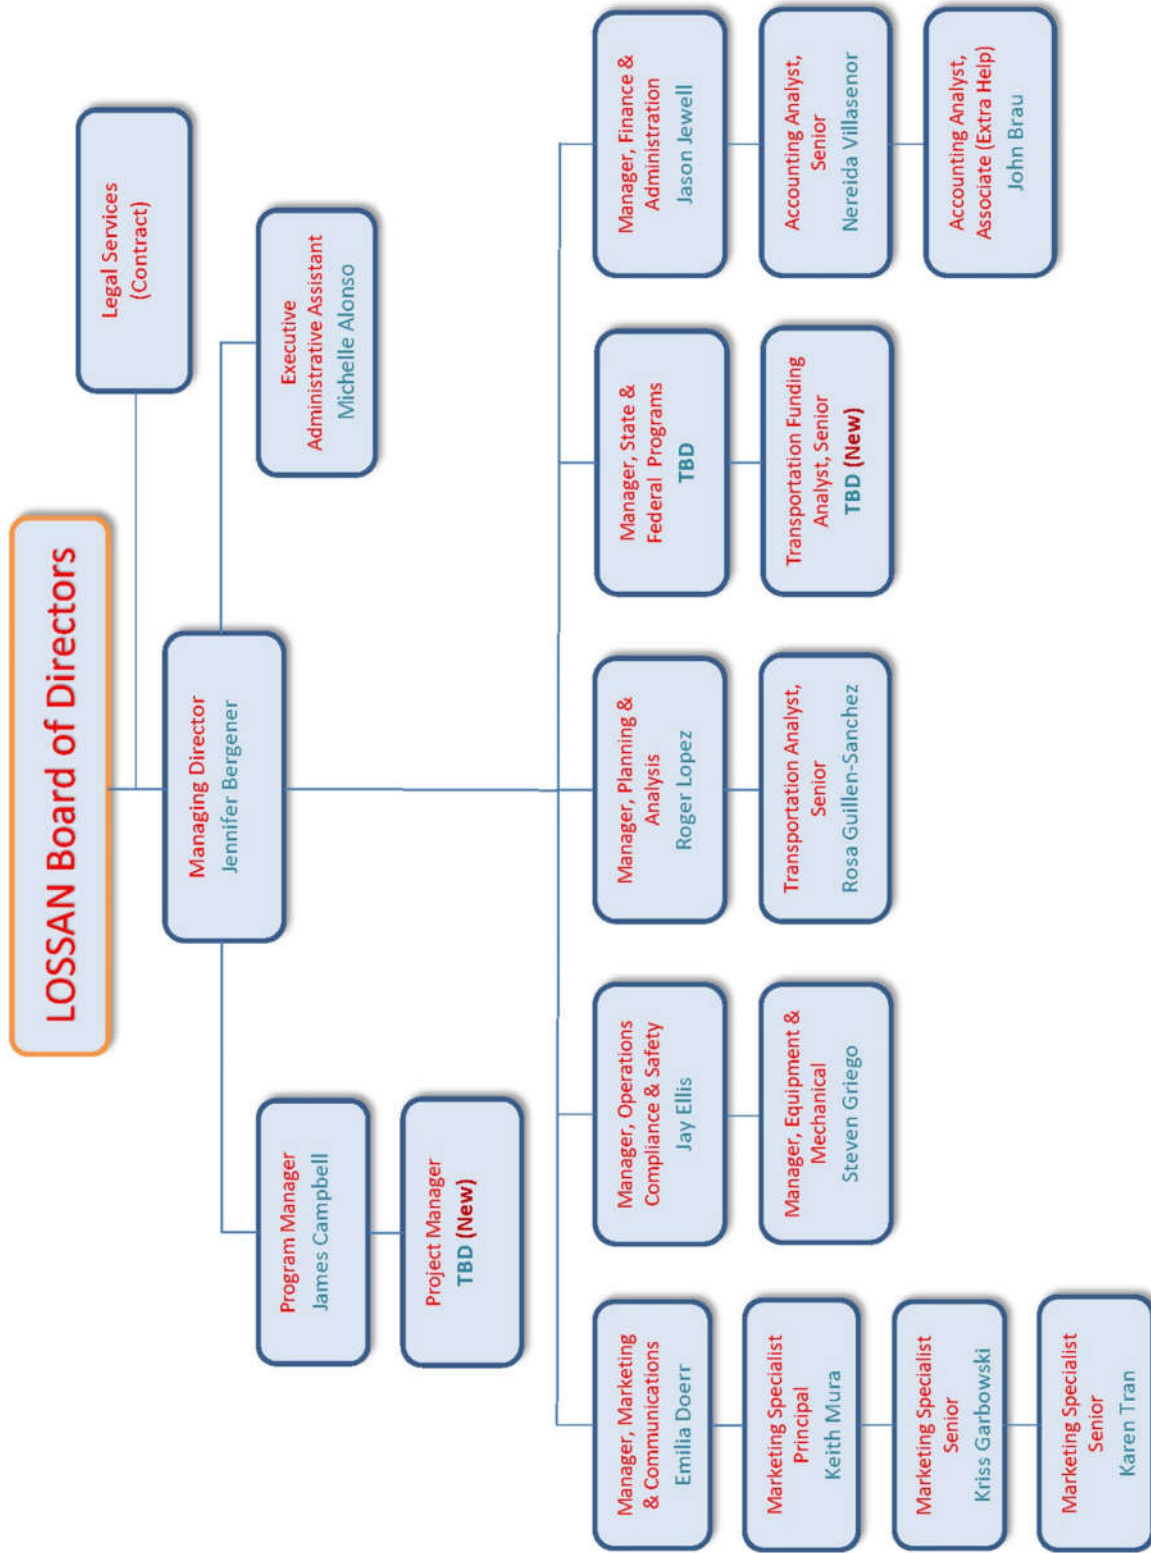 LOSSAN Board of Directors
Legal Services
(Contract)
Managing Director
Jennifer Bergener
Program Manager
James Campbell
Executive
Administrative Assistant
Michelle Alonso
Project Manager
TBD (New)
Manager, Marketing
& Communications
Emilia Doerr
Manager, Operations
Compliance & Safety
Jay Ellis
Manager, Planning &
Analysis
Roger Lopez
Manager, State &
Federal Programs
TBD
Manager, Finance &
Administration
Jason Jewell
Marketing Specialist
Principal
Keith Mura
Manager, Equipment &
Mechanical
Steven Griego
Transportation Analyst,
Senior
Rosa Guillen-Sanchez
Transportation Funding
Analyst, Senior
TBD (New)
Accounting Analyst,
Senior
Nereida Villasenor
Marketing Specialist
Senior
Kriss Garbowski
Accounting Analyst,
Associate (Extra Help)
John Brau
Marketing Specialist
Senior
Karen Tran